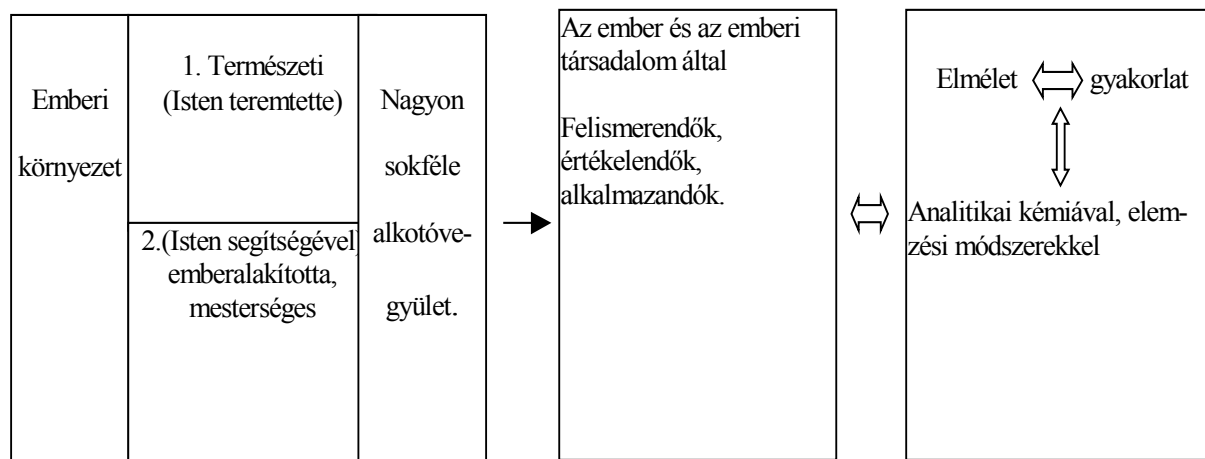 Emberi
környezet
1. Természeti
(Isten teremtette)
2.(Isten segítségével)
emberalakította,
mesterséges
Nagyon
sokféle
alkotóve-
gyület.
Az ember és az emberi
társadalom által
Felismerendők,
értékelendők,
alkalmazandók.
Elmélet gyakorlat
Analitikai kémiával, elem-
zési módszerekkel